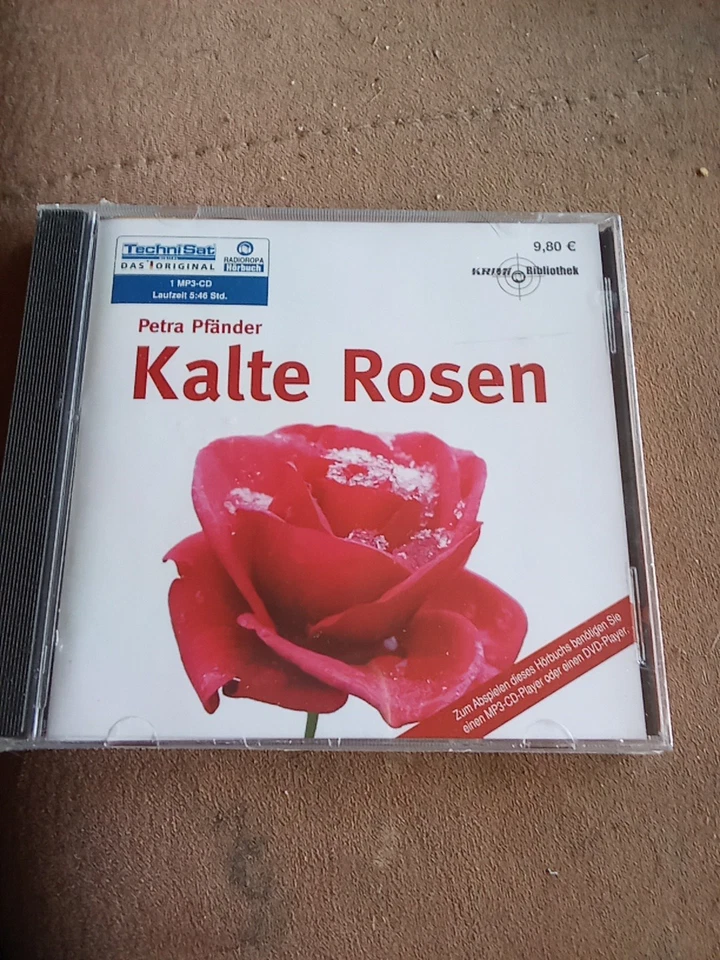 TechniSat
DAS ORIGINAL
RADIOROPA
Hörbuch
1 MP3-CD
Laufzeit 5:46 Std.
9,80 €
KRIMI Bibliothek
Petra Pfänder
Kalte Rosen
Zum Abspielen dieses Hörbuchs benötigen Sie
einen MP3-CD-Player oder einen DVD-Player.